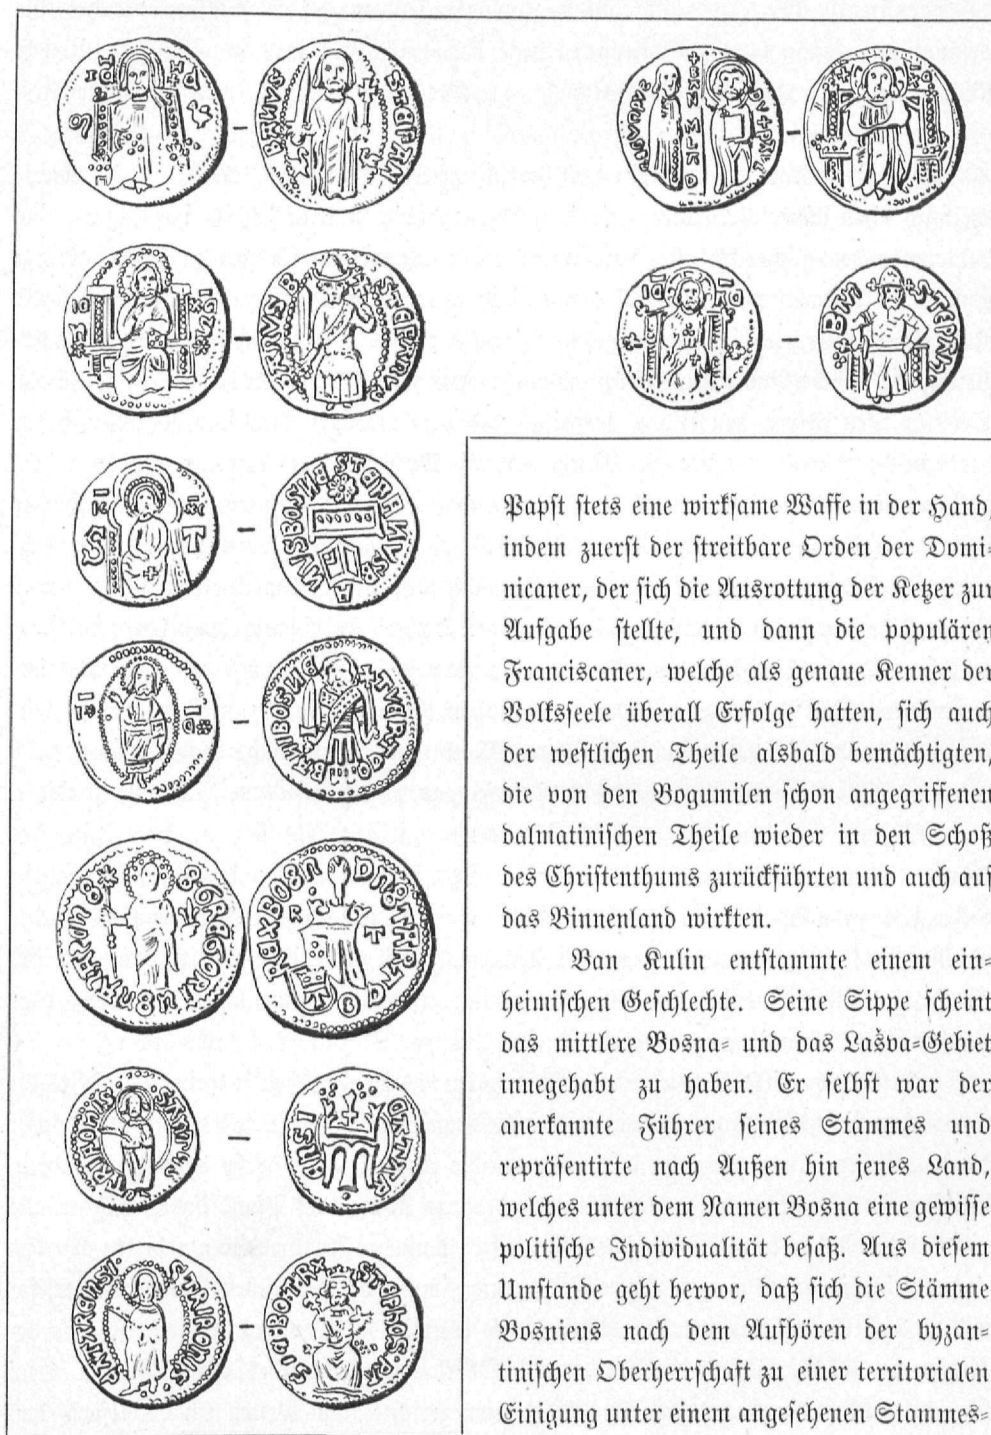 Papst stets eine wirksame Waffe in der Hand,
indem zuerst der streitbare Orden der Domi-
nicaner, der sich die Ausrottung der Ketzer zur
Aufgabe stellte, und dann die populären
Franciscaner, welche als genaue Kenner der
Volksseele überall Erfolge hatten, sich auch
der westlichen Theile alsbald bemächtigten,
die von den Bogumilen schon angegriffenen
dalmatinischen Theile wieder in den Schoß
des Christenthums zurückführten und auch auf
das Binnenland wirkten.
Ban Kulin entstammte einem ein-
heimischen Geschlechte. Seine Sippe scheint
das mittlere Bosna- und das Lašva-Gebiet
innegehabt zu haben. Er selbst war der
anerkannte Führer seines Stammes und
repräsentirte nach Außen hin jenes Land,
welches unter dem Namen Bosna eine gewisse
politische Individualität besaß. Aus diesem
Umstande geht hervor, daß sich die Stämme
Bosniens nach dem Aufhören der byzan-
tinischen Oberherrschaft zu einer territorialen
Einigung unter einem angesehenen Stammes-